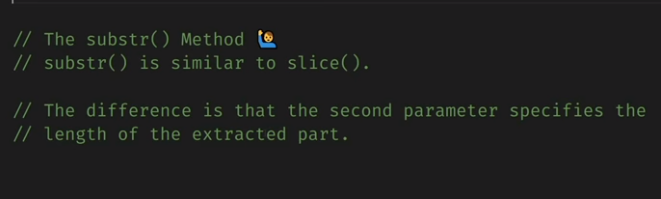 // The substr() Method 🙋‍♂️
// substr() is similar to slice().
// The difference is that the second parameter specifies the
// length of the extracted part.